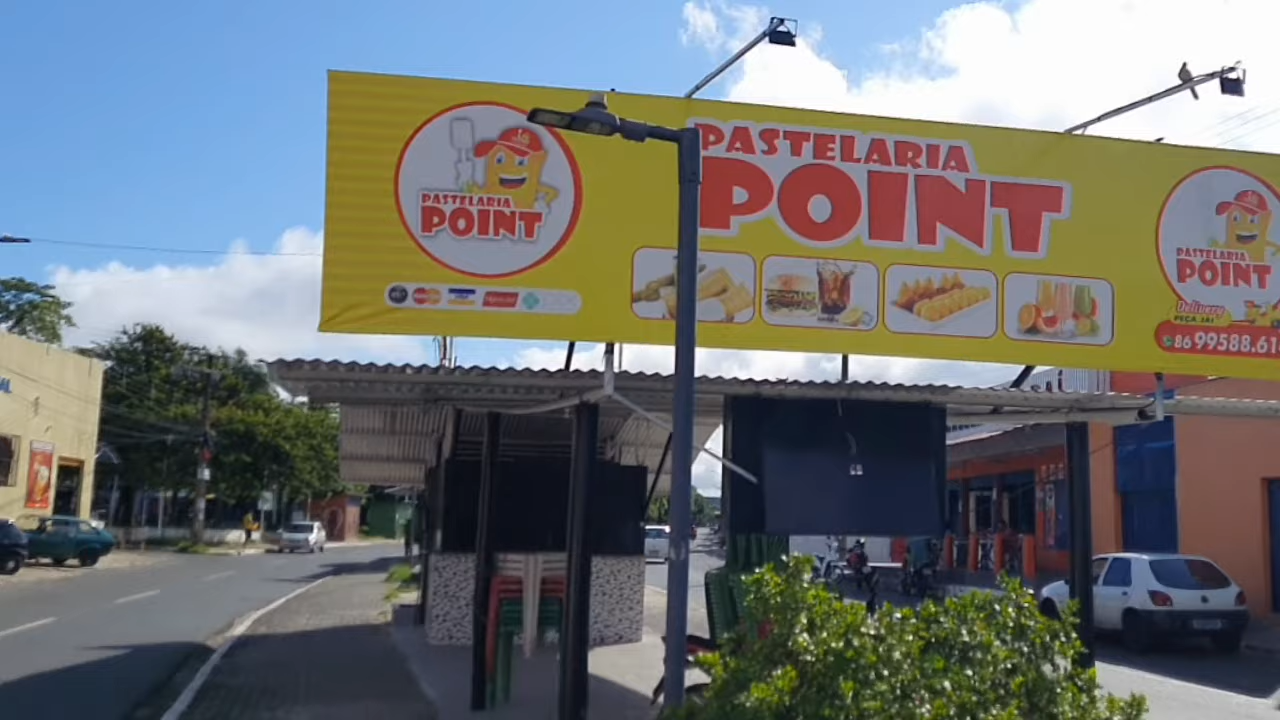 PASTELARIA
POINT
PASTELARIA
POINT
PASTELARIA
POINT
Delivery
PEÇA JÁ!
86 99588.61